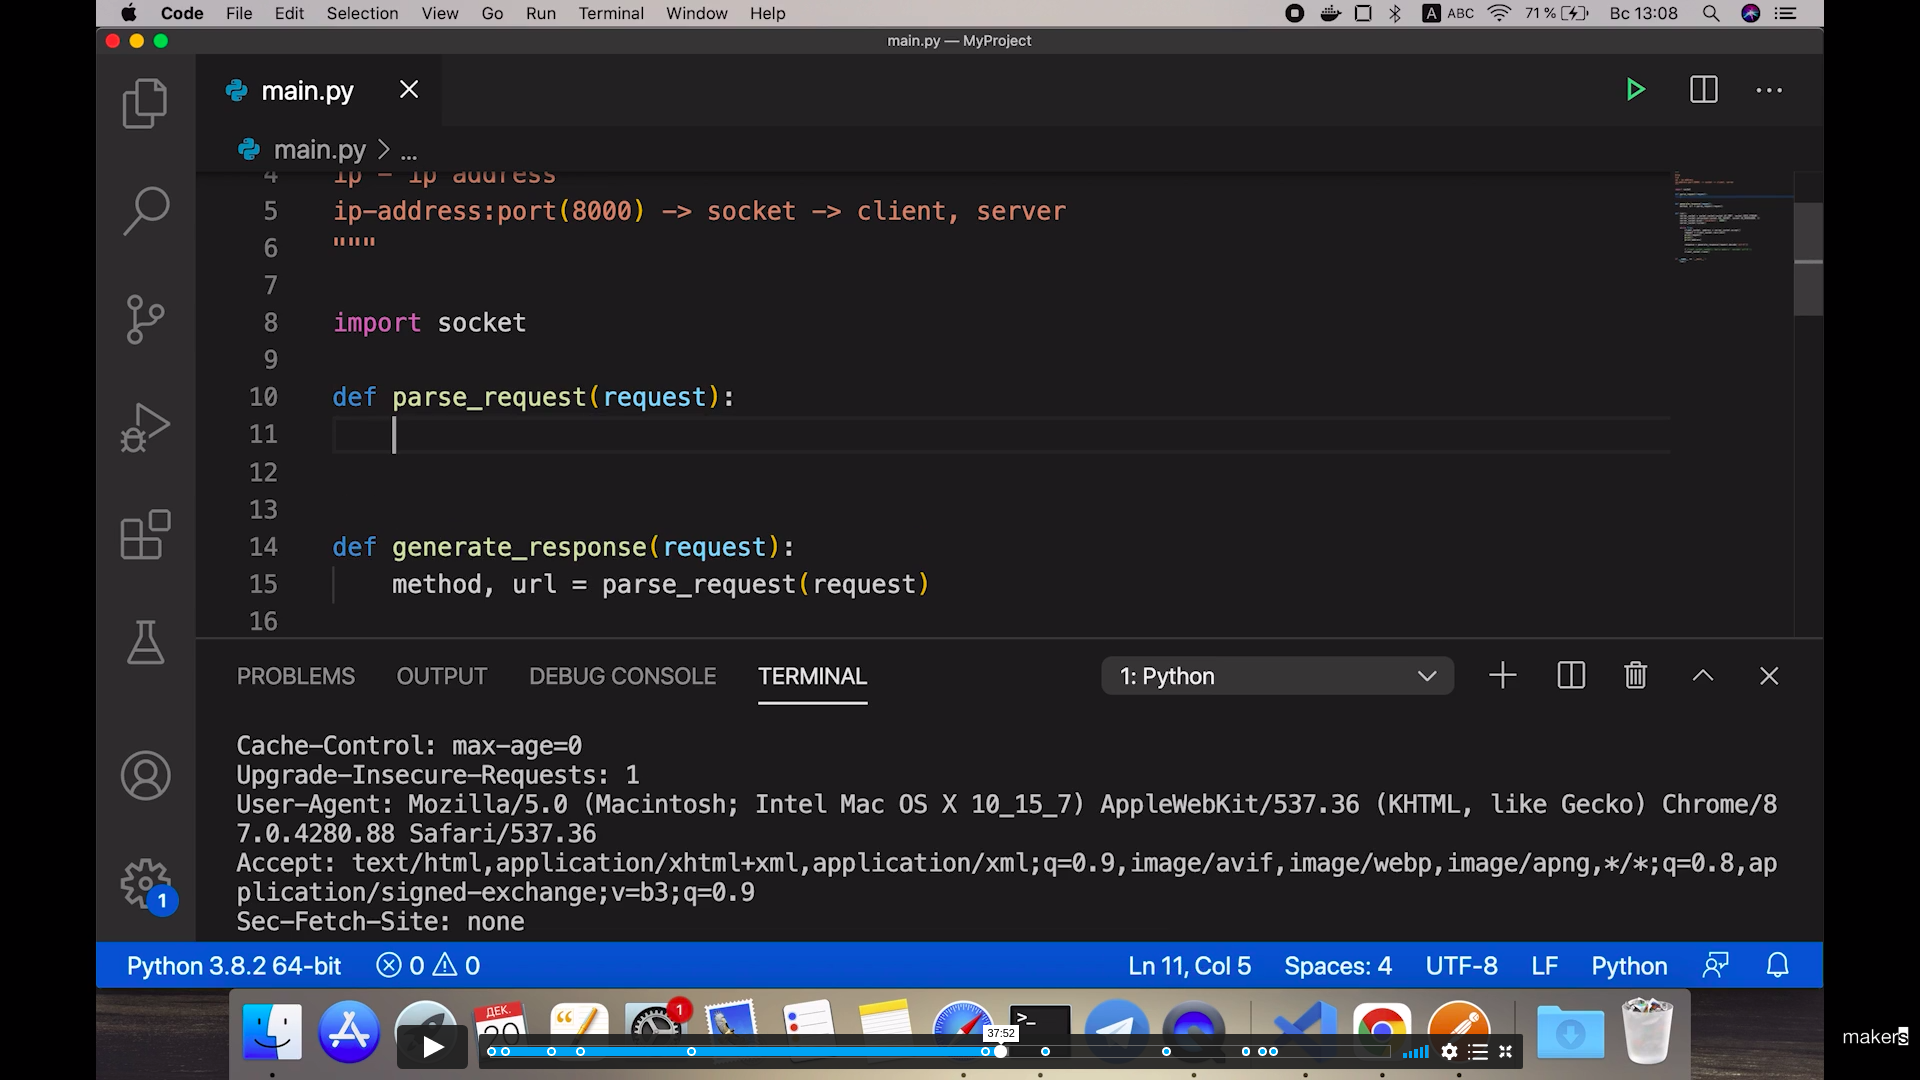 Code File Edit Selection View Go Run Terminal Window Help A ABC 71 % Вс 13:08
main.py — MyProject
main.py
main.py > ...
4 ip - ip address
5 ip-address:port(8000) -> socket -> client, server
6 """
7
8 import socket
9
10 def parse_request(request):
11
12
13
14 def generate_response(request):
15 method, url = parse_request(request)
16
PROBLEMS OUTPUT DEBUG CONSOLE TERMINAL 1: Python
Cache-Control: max-age=0
Upgrade-Insecure-Requests: 1
User-Agent: Mozilla/5.0 (Macintosh; Intel Mac OS X 10_15_7) AppleWebKit/537.36 (KHTML, like Gecko) Chrome/8
7.0.4280.88 Safari/537.36
Accept: text/html,application/xhtml+xml,application/xml;q=0.9,image/avif,image/webp,image/apng,*/*;q=0.8,ap
plication/signed-exchange;v=b3;q=0.9
Sec-Fetch-Site: none
1
Python 3.8.2 64-bit 0 0 Ln 11, Col 5 Spaces: 4 UTF-8 LF Python
ДЕК.
1
37:52
makers